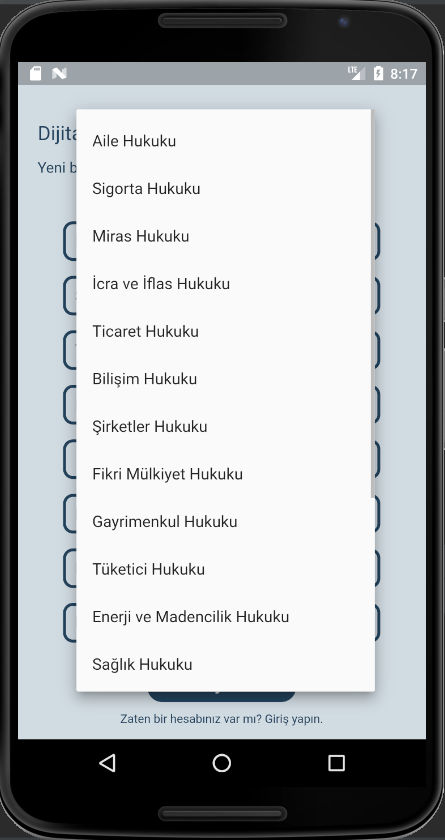 LTE 8:17
Dijita
Yeni b
Aile Hukuku
Sigorta Hukuku
Miras Hukuku
İcra ve İflas Hukuku
Ticaret Hukuku
Bilişim Hukuku
Şirketler Hukuku
Fikri Mülkiyet Hukuku
Gayrimenkul Hukuku
Tüketici Hukuku
Enerji ve Madencilik Hukuku
Sağlık Hukuku
Zaten bir hesabınız var mı? Giriş yapın.